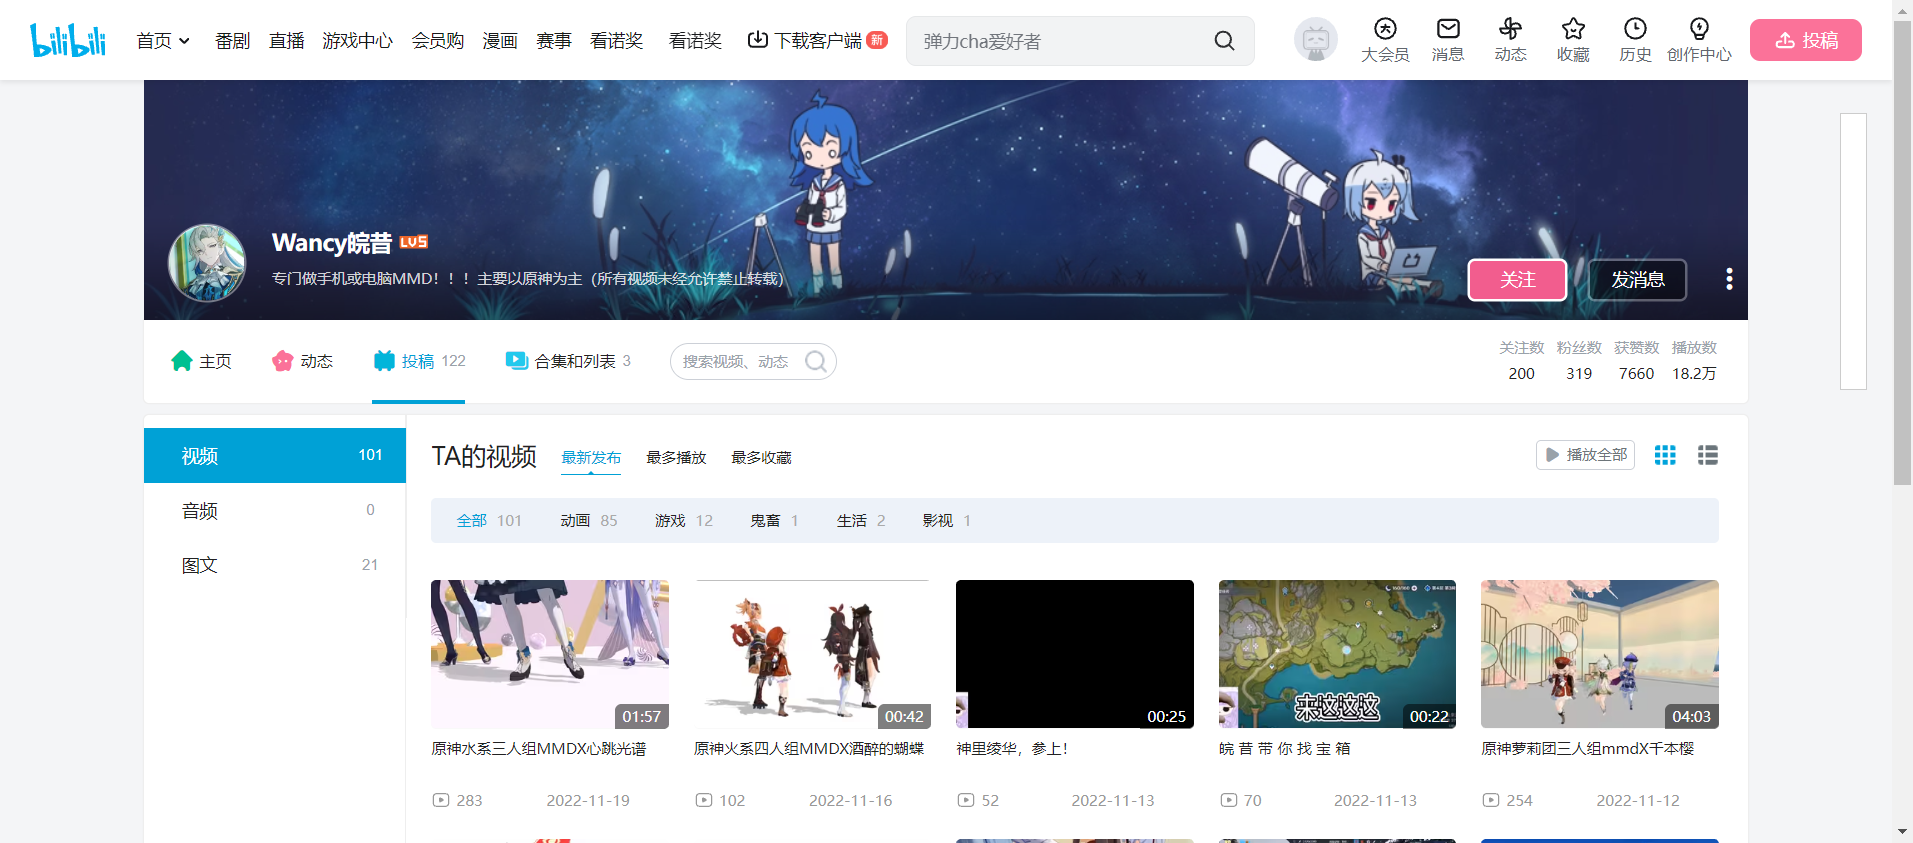 bilibili 首页 番剧 直播 游戏中心 会员购 漫画 赛事 看诺奖 看诺奖 下载客户端 新 弹力cha爱好者 大会员 消息 动态 收藏 历史 创作中心 投稿
Wancy皖昔 LV5
专门做手机或电脑MMD！！！主要以原神为主（所有视频未经允许禁止转载）
关注 发消息
主页 动态 投稿 122 合集和列表 3 搜索视频、动态
关注数 粉丝数 获赞数 播放数
200 319 7660 18.2万
视频 101
音频 0
图文 21
TA的视频 最新发布 最多播放 最多收藏 播放全部
全部 101 动画 85 游戏 12 鬼畜 1 生活 2 影视 1
来这这这
01:57 00:42 00:25 00:22 04:03
原神水系三人组MMDX心跳光谱 原神火系四人组MMDX酒醉的蝴蝶 神里绫华，参上！ 皖 昔 带 你 找 宝 箱 原神萝莉团三人组mmdX千本樱
283 2022-11-19 102 2022-11-16 52 2022-11-13 70 2022-11-13 254 2022-11-12